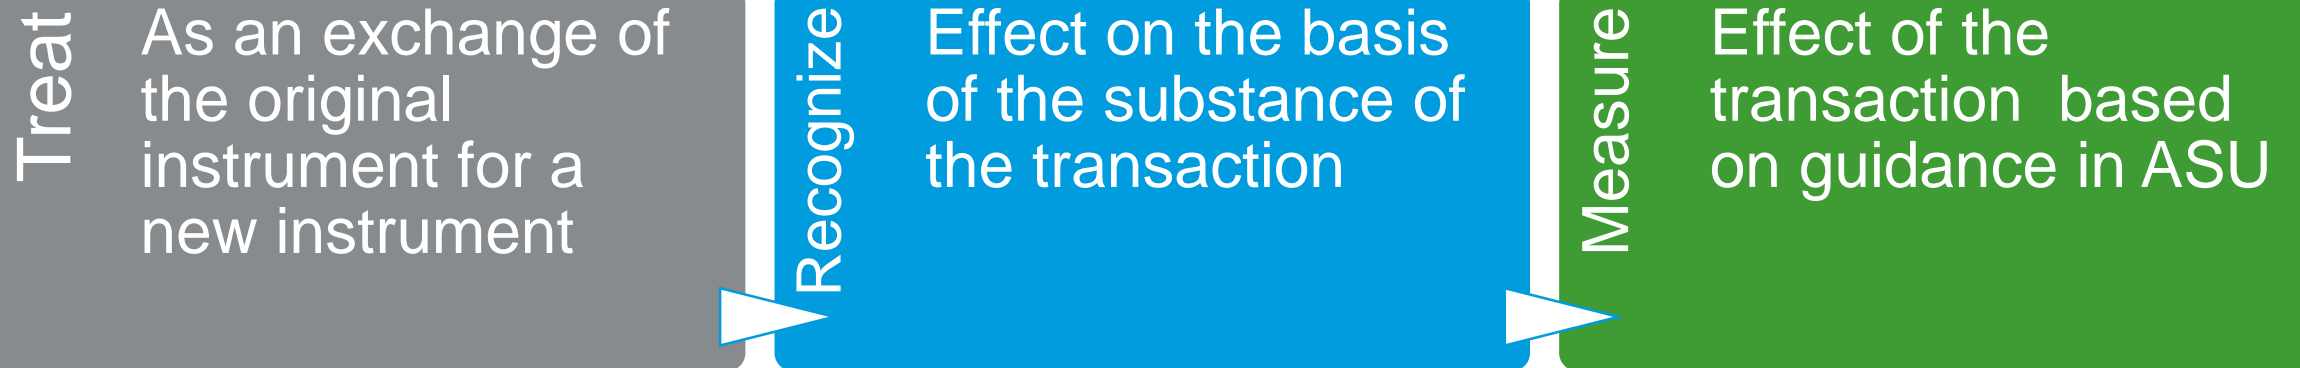 Treat
As an exchange of
the original
instrument for a
new instrument
Recognize
Effect on the basis
of the substance of
the transaction
Measure
Effect of the
transaction  based
on guidance in ASU